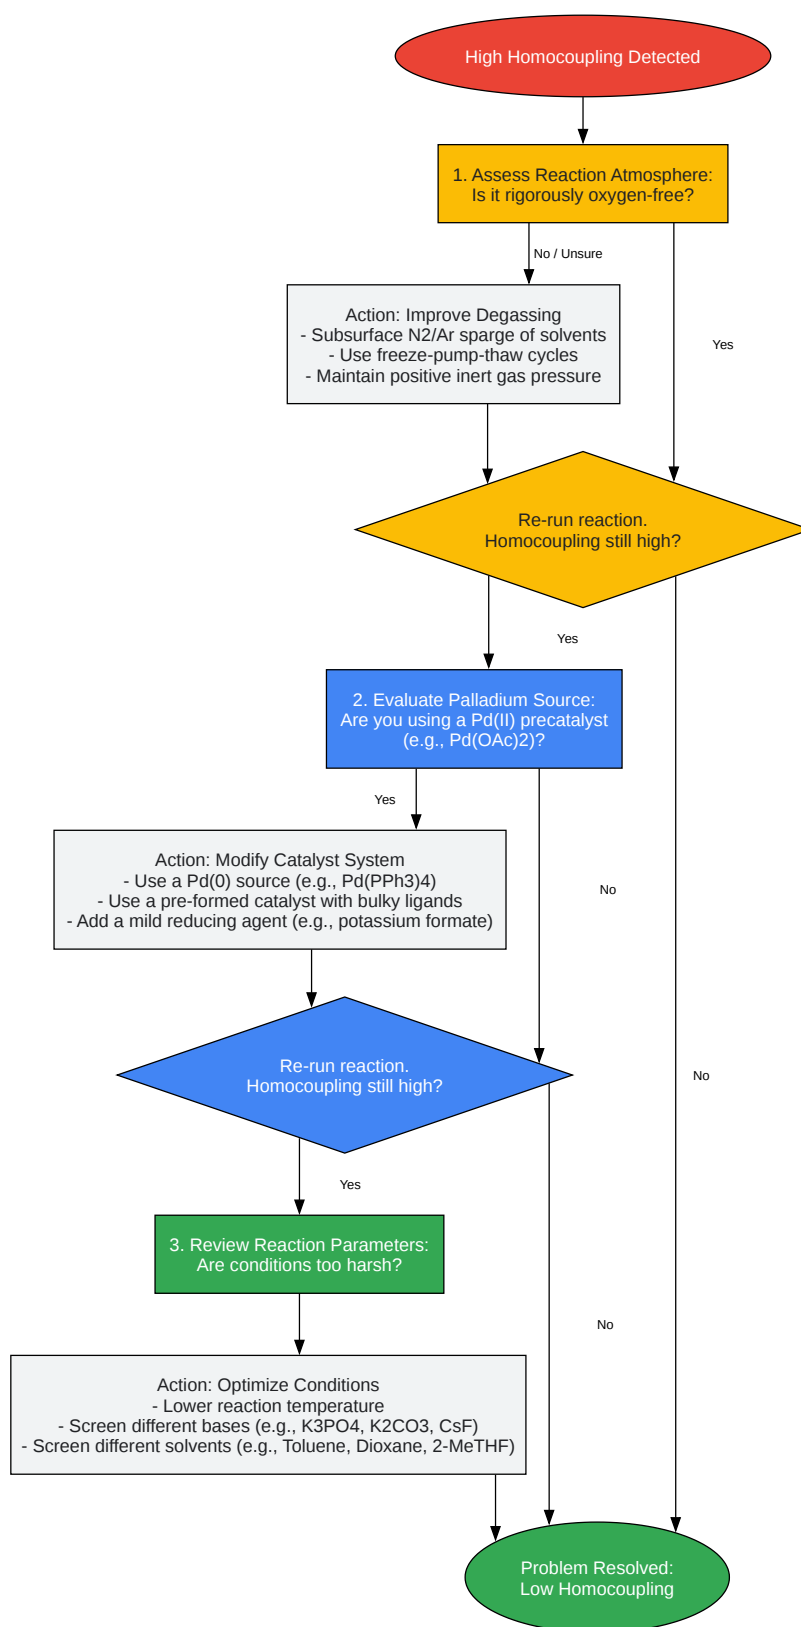 High Homocoupling Detected
1. Assess Reaction Atmosphere:
Is it rigorously oxygen-free?
No / Unsure
Action: Improve Degassing
- Subsurface N2/Ar sparge of solvents
- Use freeze-pump-thaw cycles
- Maintain positive inert gas pressure
Yes
Re-run reaction.
Homocoupling still high?
Yes
2. Evaluate Palladium Source:
Are you using a Pd(II) precatalyst
(e.g., Pd(OAc)2)?
Yes
Action: Modify Catalyst System
- Use a Pd(0) source (e.g., Pd(PPh3)4)
- Use a pre-formed catalyst with bulky ligands
- Add a mild reducing agent (e.g., potassium formate)
No
Re-run reaction.
Homocoupling still high?
No
Yes
3. Review Reaction Parameters:
Are conditions too harsh?
No
Action: Optimize Conditions
- Lower reaction temperature
- Screen different bases (e.g., K3PO4, K2CO3, CsF)
- Screen different solvents (e.g., Toluene, Dioxane, 2-MeTHF)
Problem Resolved:
Low Homocoupling